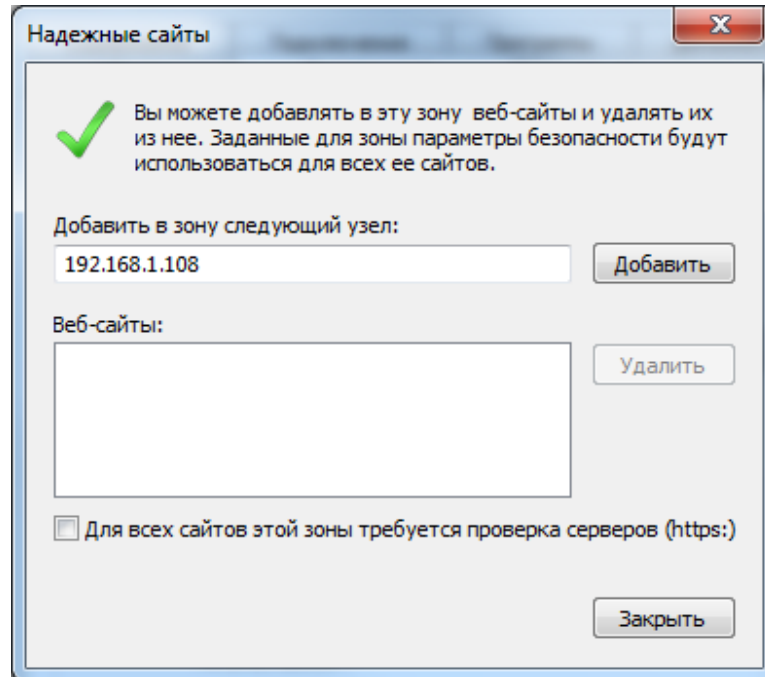 Надежные сайты
Вы можете добавлять в эту зону веб-сайты и удалять их
из нее. Заданные для зоны параметры безопасности будут
использоваться для всех ее сайтов.
Добавить в зону следующий узел:
192.168.1.108
Добавить
Веб-сайты:
Удалить
Для всех сайтов этой зоны требуется проверка серверов (https:)
Закрыть